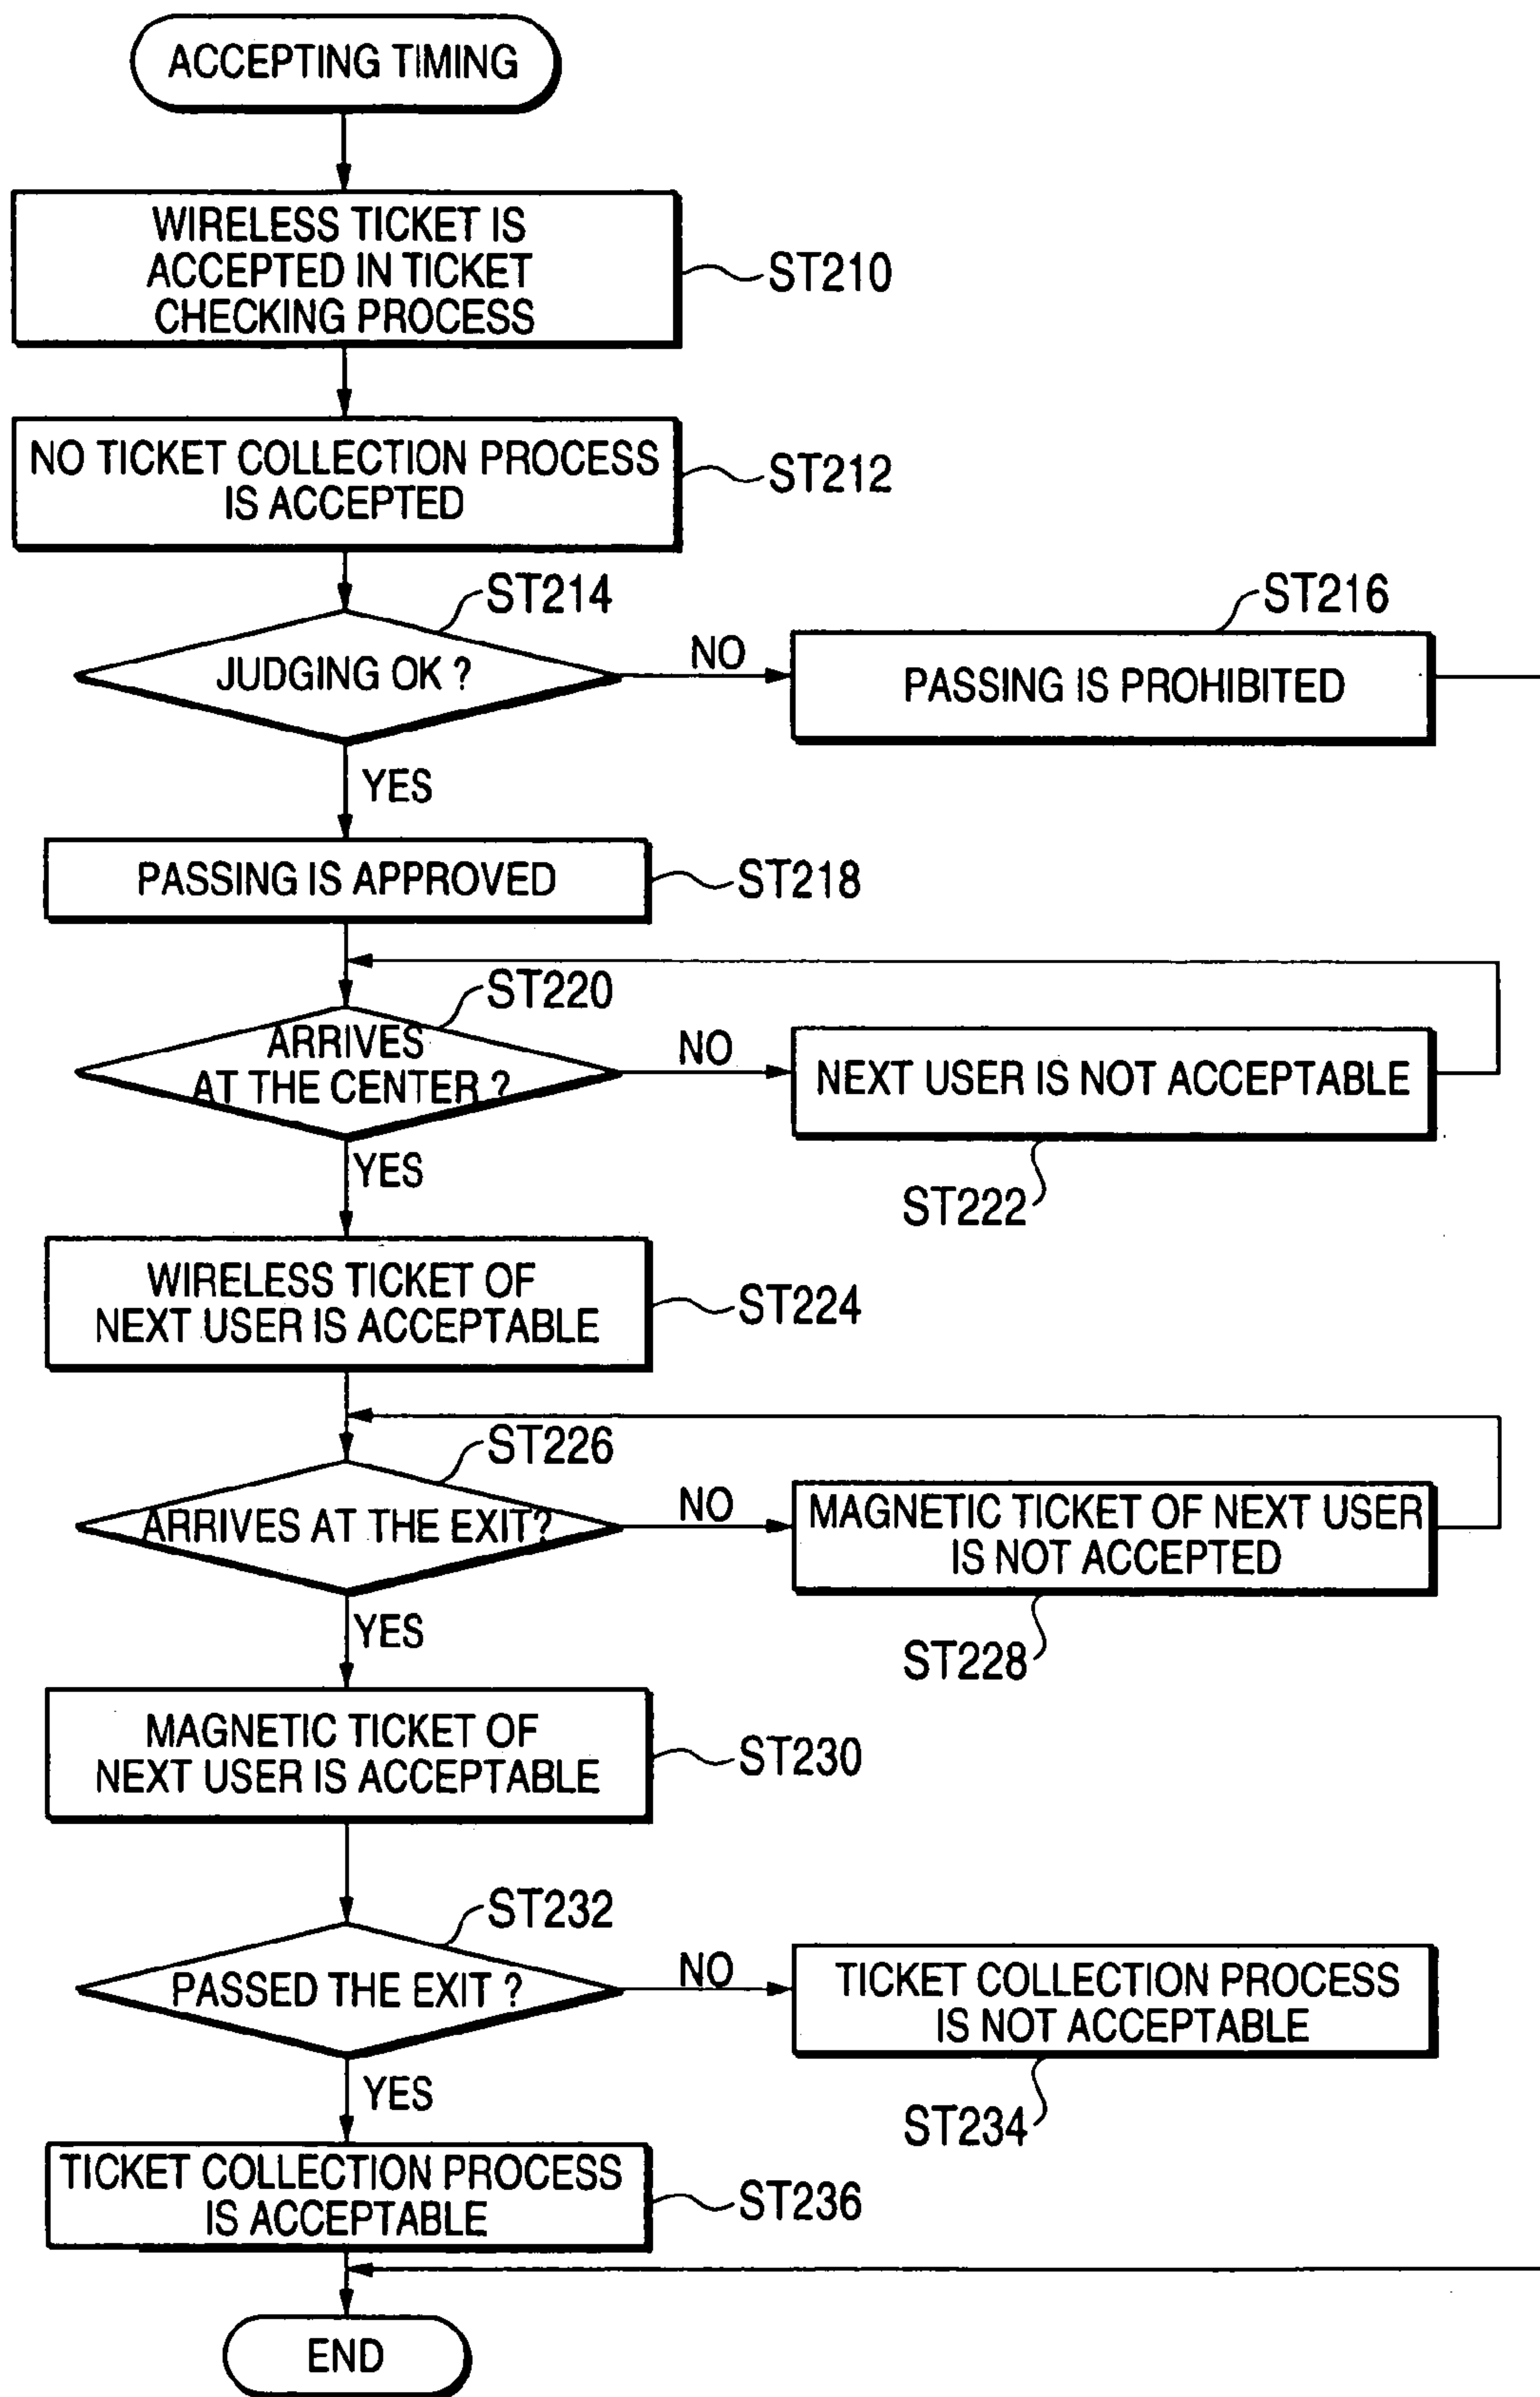 ACCEPTING TIMING
WIRELESS TICKET IS
ACCEPTED IN TICKET
CHECKING PROCESS
ST210
NO TICKET COLLECTION PROCESS
IS ACCEPTED
ST212
ST214
JUDGING OK ?
NO
ST216
PASSING IS PROHIBITED
YES
PASSING IS APPROVED
ST218
ST220
ARRIVES
AT THE CENTER ?
NO
NEXT USER IS NOT ACCEPTABLE
ST222
YES
WIRELESS TICKET OF
NEXT USER IS ACCEPTABLE
ST224
ST226
ARRIVES AT THE EXIT?
NO
MAGNETIC TICKET OF NEXT USER
IS NOT ACCEPTED
ST228
YES
MAGNETIC TICKET OF
NEXT USER IS ACCEPTABLE
ST230
ST232
PASSED THE EXIT ?
NO
TICKET COLLECTION PROCESS
IS NOT ACCEPTABLE
ST234
YES
TICKET COLLECTION PROCESS
IS ACCEPTABLE
ST236
END